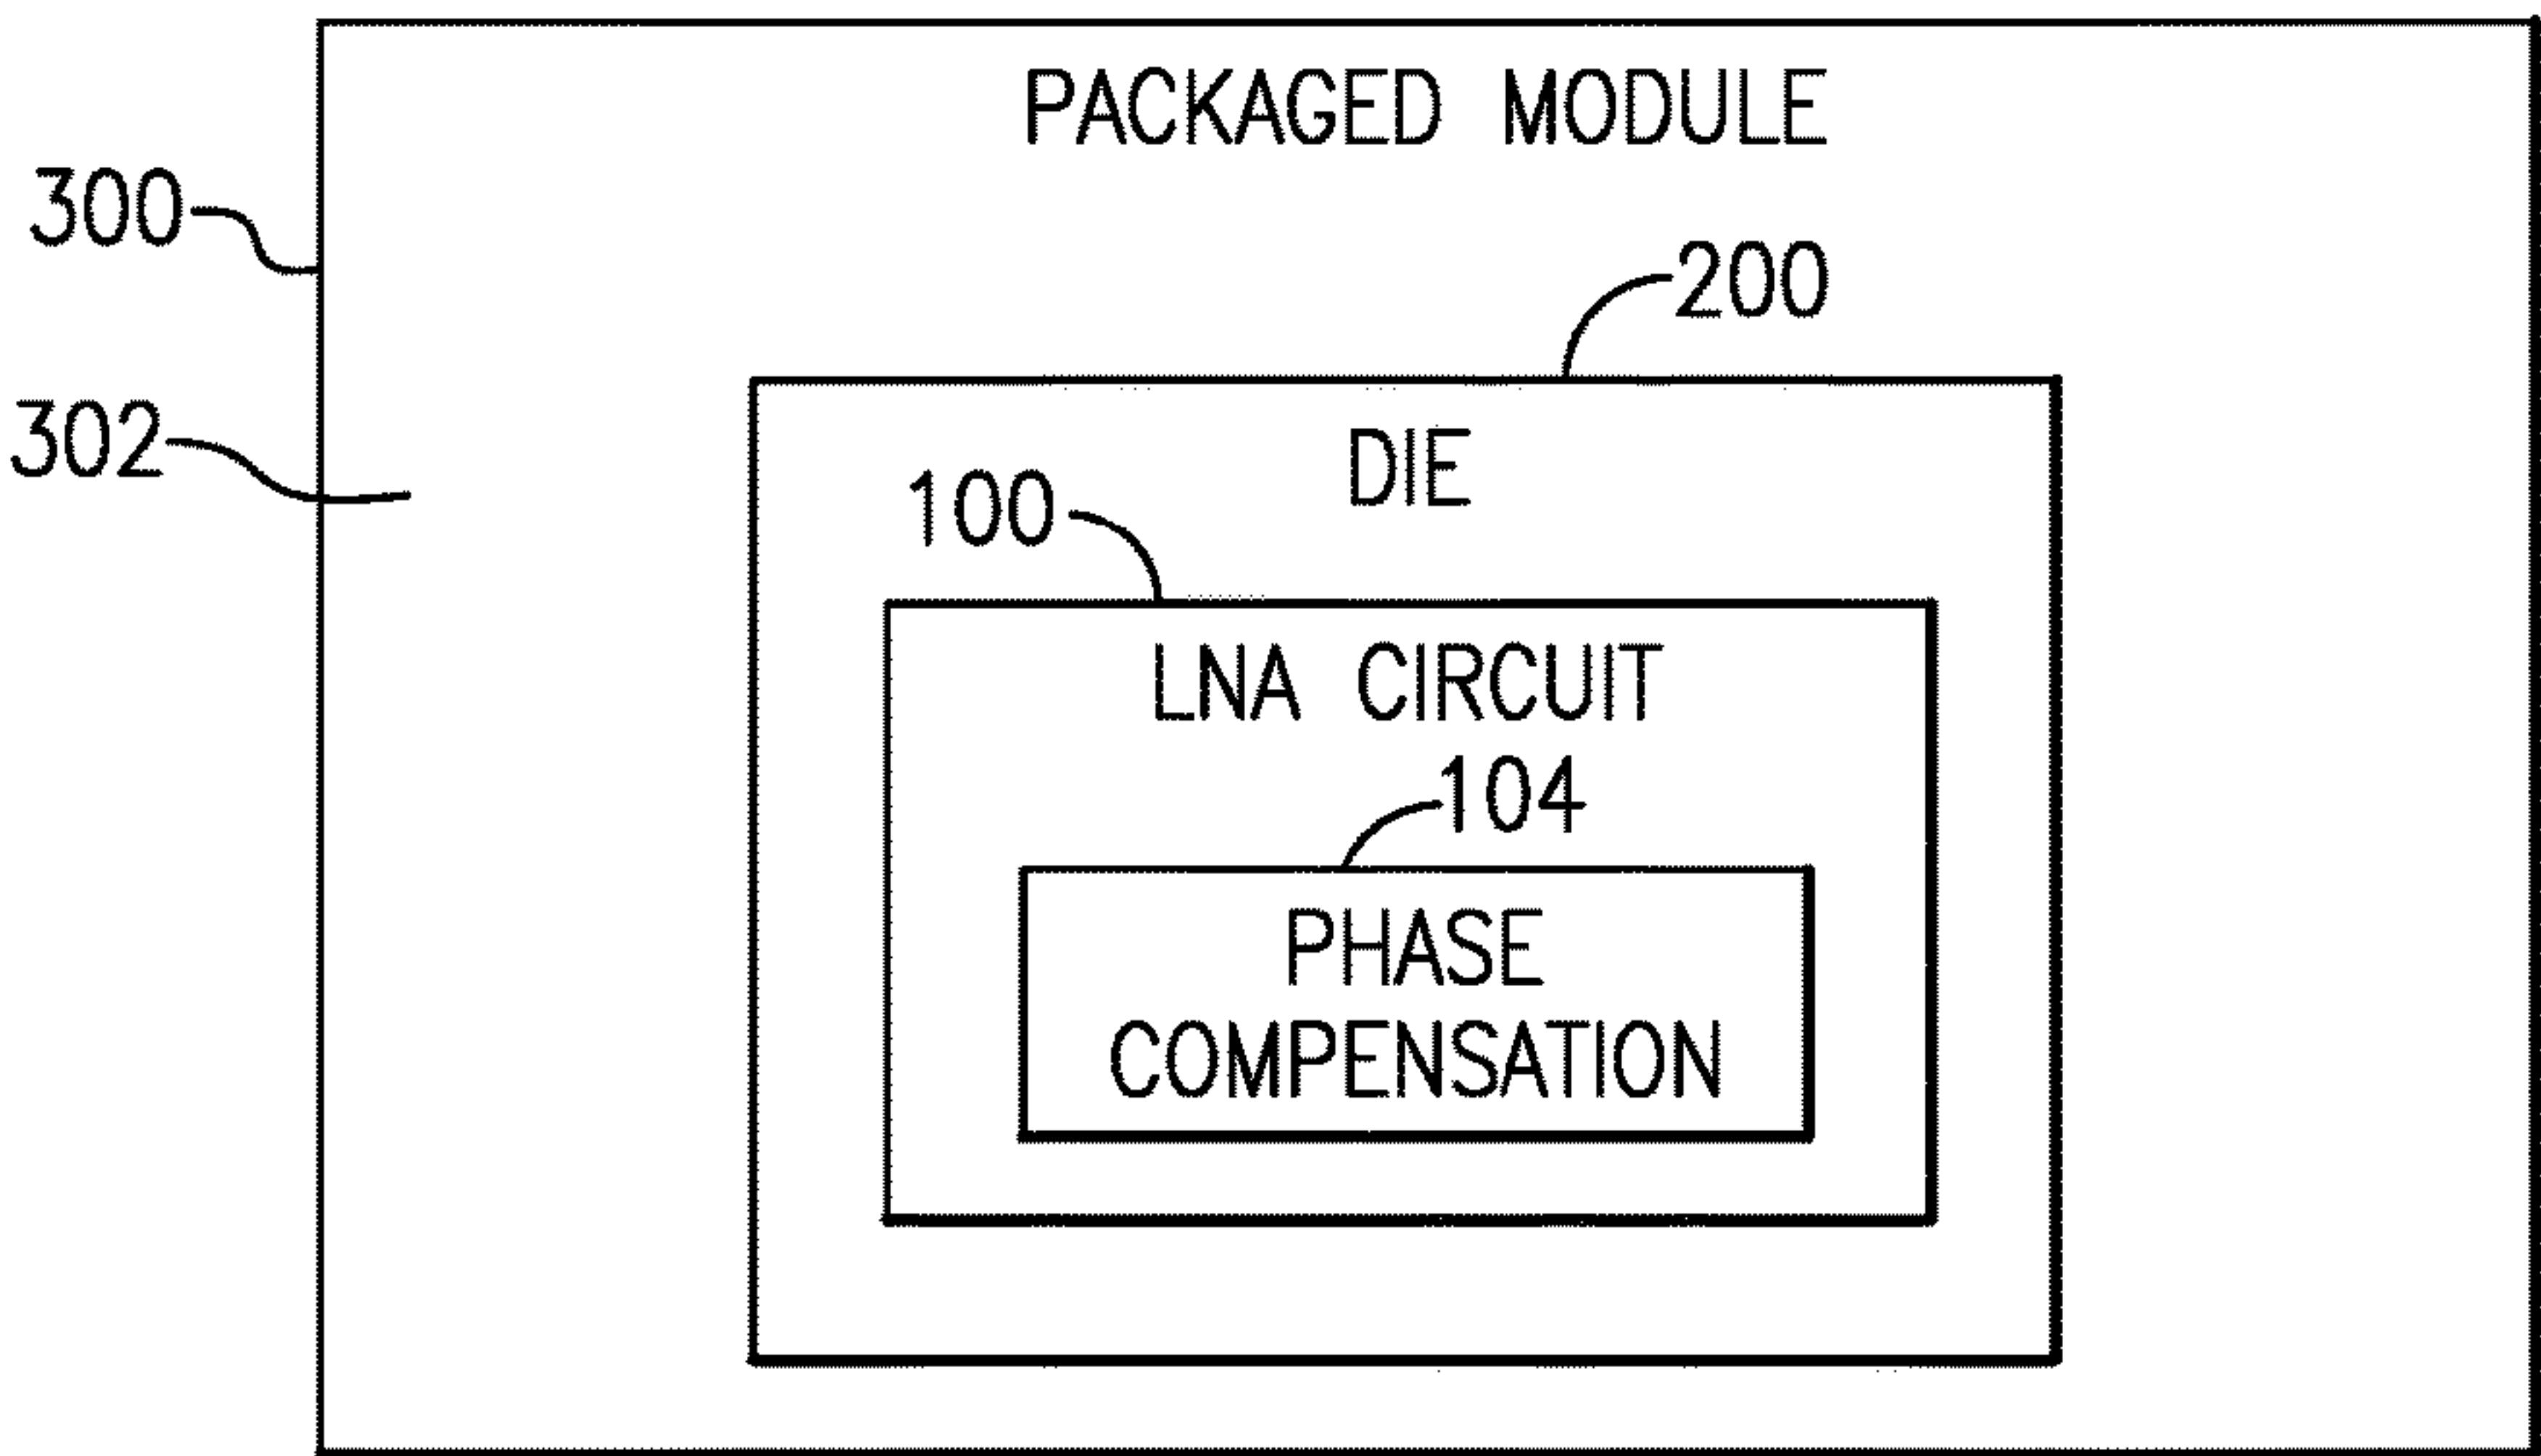 PACKAGED MODULE
300
200
302
DIE
100
LNA CIRCUIT
104
PHASE
COMPENSATION